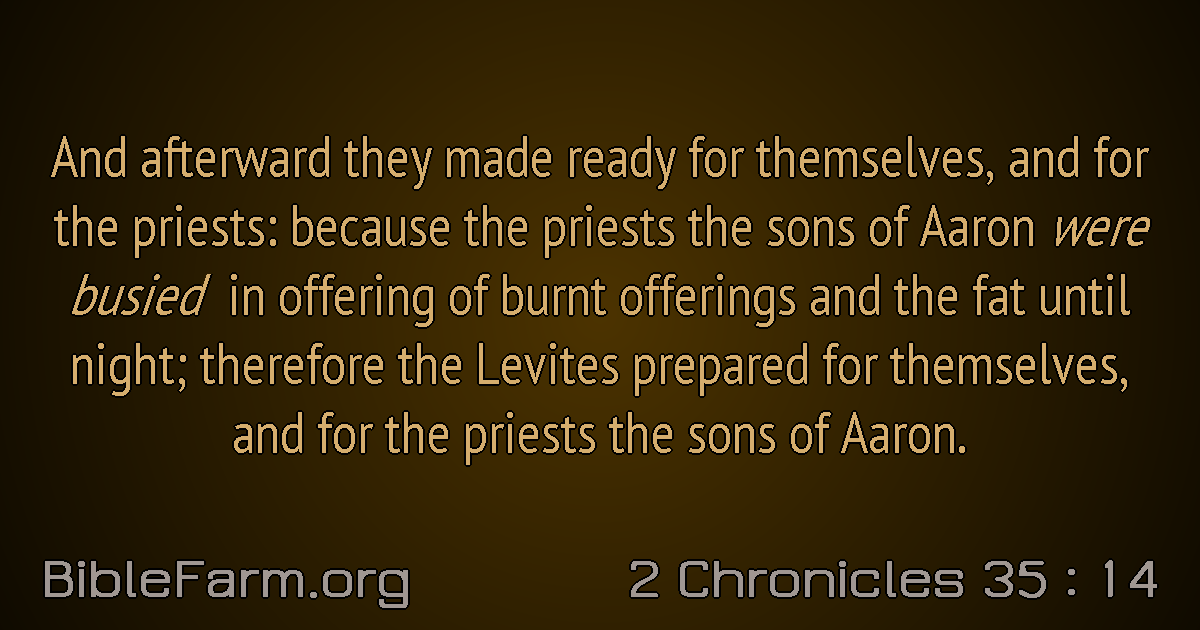 And afterward they made ready for themselves, and for
the priests: because the priests the sons of Aaron were
busied in offering of burnt offerings and the fat until
night; therefore the Levites prepared for themselves,
and for the priests the sons of Aaron.
BibleFarm.org
2 Chronicles 35 : 14